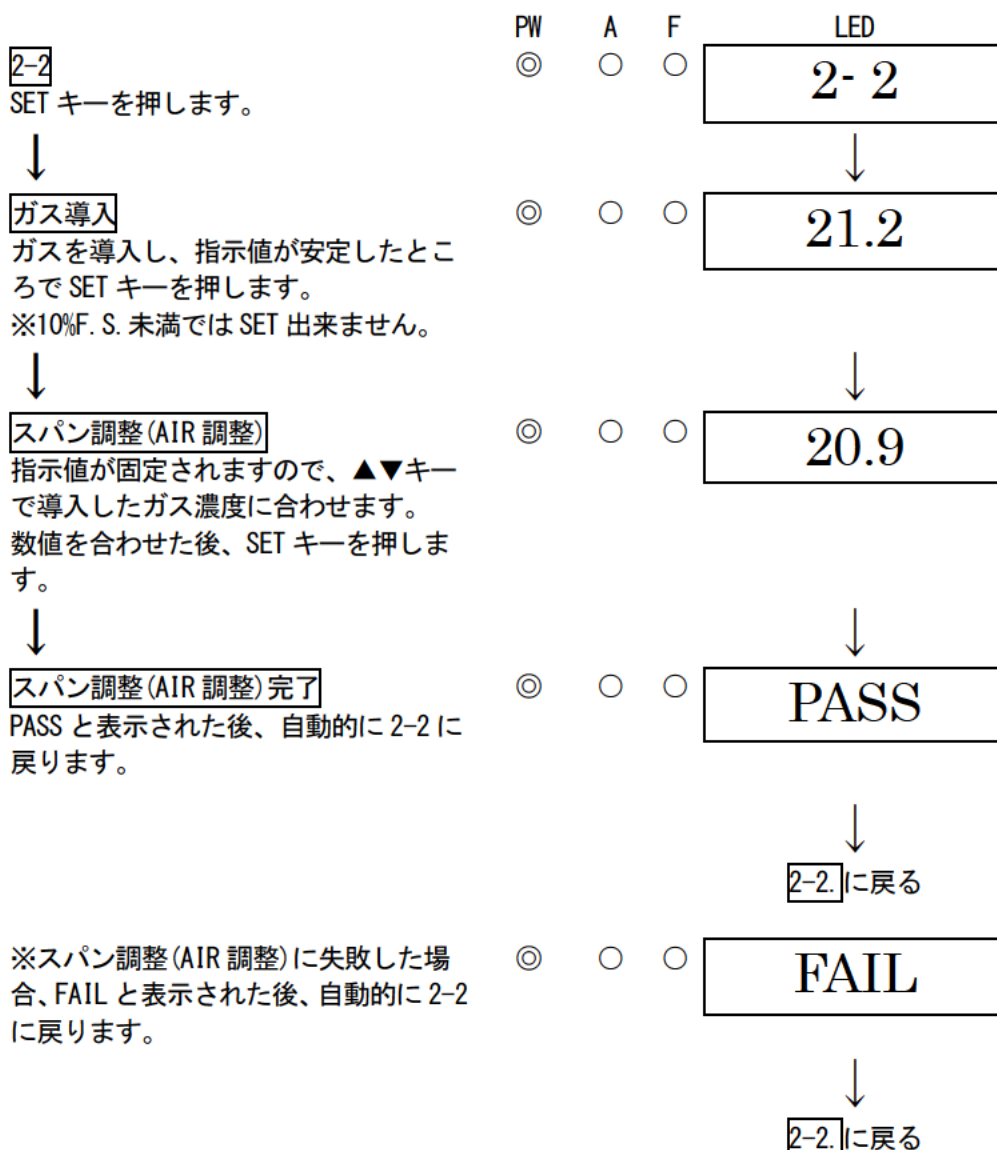 PW A F LED
2-2 ◎ ○ ○ 2- 2
SET キーを押します。
↓ ↓
ガス導入 ◎ ○ ○ 21.2
ガスを導入し、指示値が安定したとこ
ろで SET キーを押します。
※10%F.S.未満では SET 出来ません。
↓ ↓
スパン調整(AIR 調整) ◎ ○ ○ 20.9
指示値が固定されますので、▲▼キー
で導入したガス濃度に合わせます。
数値を合わせた後、SET キーを押しま
す。
↓ ↓
スパン調整(AIR 調整)完了 ◎ ○ ○ PASS
PASS と表示された後、自動的に 2-2 に
戻ります。
↓
2-2.に戻る
※スパン調整(AIR 調整)に失敗した場 ◎ ○ ○ FAIL
合、FAIL と表示された後、自動的に 2-2
に戻ります。
↓
2-2.に戻る